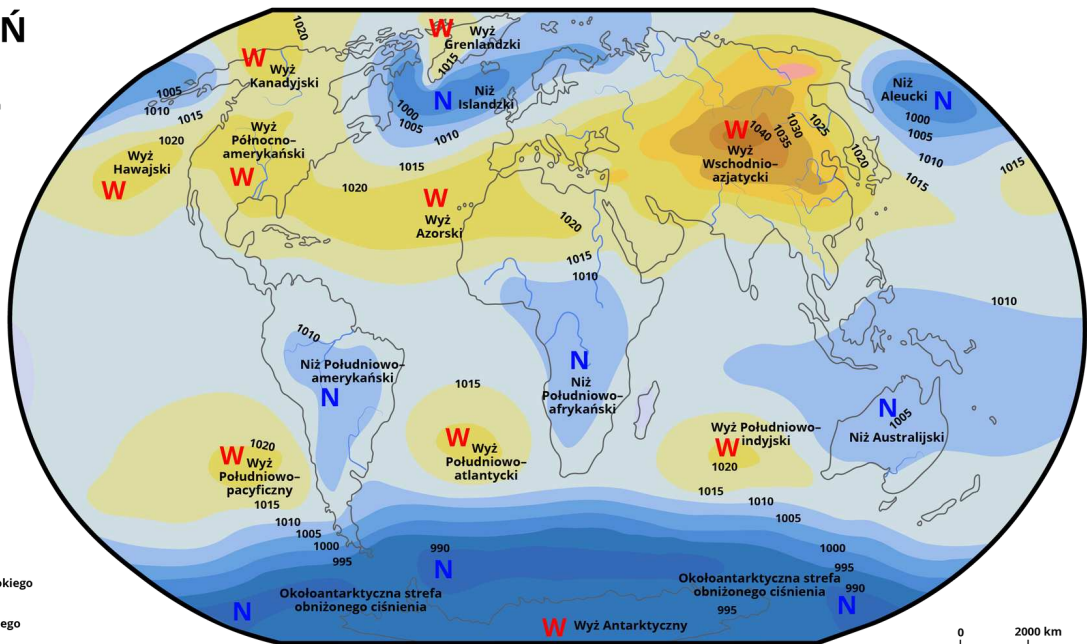 Ń
1020
W
Wyż
Grenlandzki
W
Wyż
Kanadyjski
1015
Niż
Islandzki
N
Niż
Aleucki
N
1005
1010
1015
1000
1005
1010
1000
1005
1010
1015
1015
1020
Wyż
Północno–
amerykański
W
Wyż
Hawajski
W
1015
1020
W
Wyż
Azorski
1020
1015
1010
W
1040
1035
1030
1025
1020
Wyż
Wschodnio–
azjatycki
1010
1010
Niż Południowo–
amerykański
N
N
Niż
Południowo–
afrykański
1015
N
1005
Niż Australijski
W
1020
Wyż
Południowo–
pacyficzny
1015
W
Wyż
Południowo–
atlantycki
Wyż Południowo–
indyjski
W
1020
1015
1010
1005
1010
1005
1000
995
990
N
1000
995
990
Okołoantarktyczna strefa
obniżonego ciśnienia
N
Okołoantarktyczna strefa
obniżonego ciśnienia
N
995
W
Wyż Antarktyczny
okiego
ego
0
2000 km